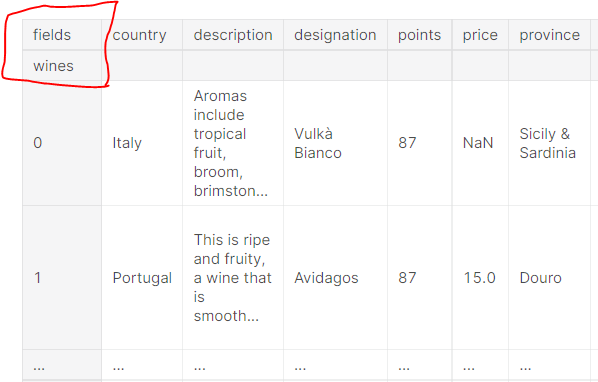 fields country description designation points price province
wines
0 Italy Aromas include tropical fruit, broom, brimston... Vulkà Bianco 87 NaN Sicily & Sardinia
1 Portugal This is ripe and fruity, a wine that is smooth... Avidagos 87 15.0 Douro
... ... ... ... ... ... ...